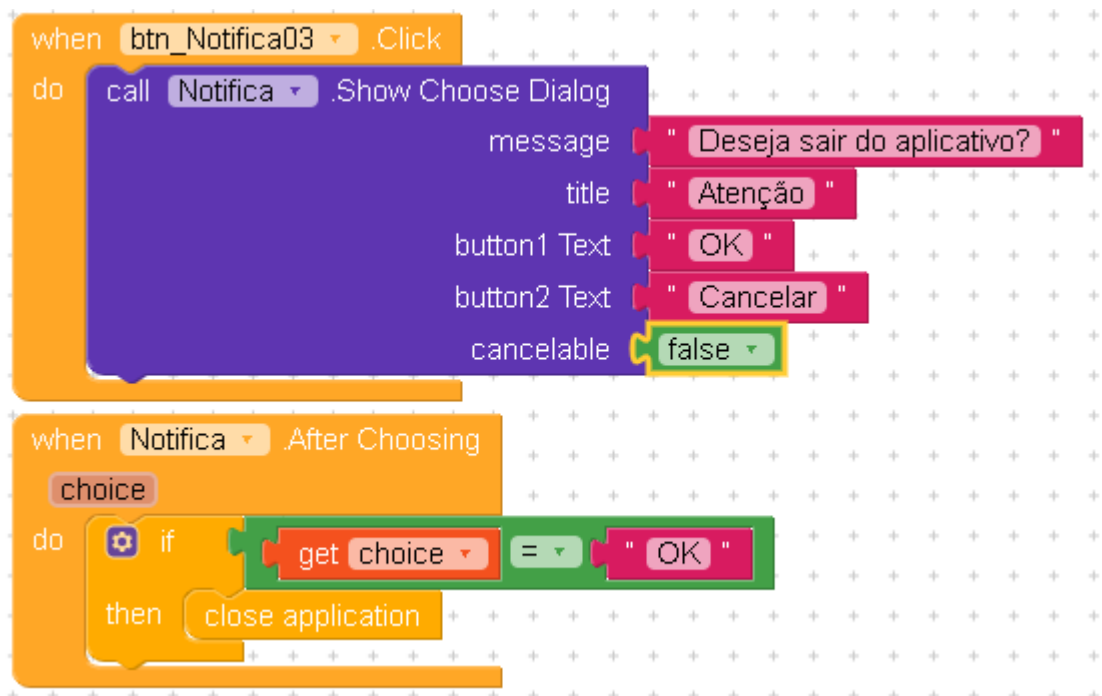 when btn_Notifica03 .Click
do call Notifica .Show Choose Dialog
message " Deseja sair do aplicativo? "
title " Atenção "
button1 Text " OK "
button2 Text " Cancelar "
cancelable false
when Notifica .After Choosing
choice
do if get choice = " OK "
then close application